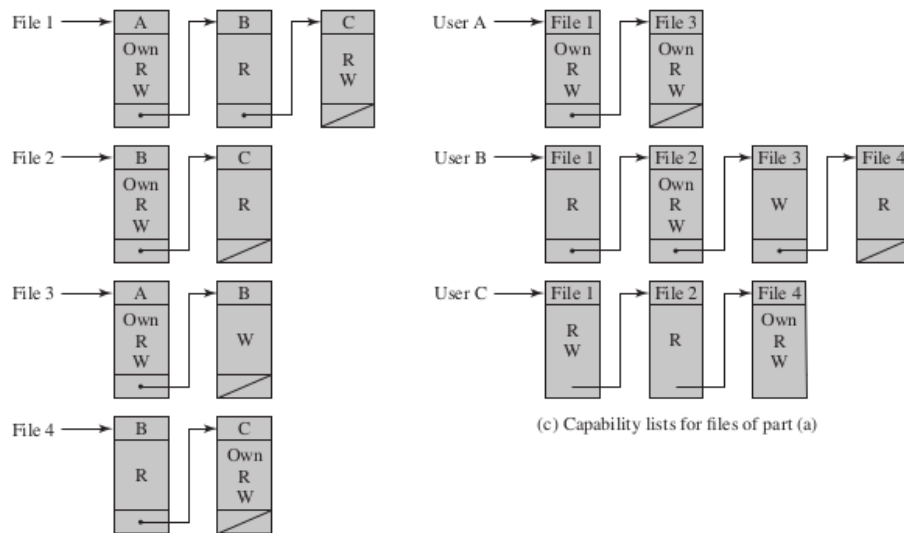 File 1
A
Own
R
W
B
R
C
R
W
File 2
B
Own
R
W
C
R
File 3
A
Own
R
W
B
W
File 4
B
R
C
Own
R
W
User A
File 1
Own
R
W
File 3
Own
R
W
User B
File 1
R
File 2
Own
R
W
File 3
W
File 4
R
User C
File 1
R
W
File 2
R
File 4
Own
R
W
(c) Capability lists for files of part (a)